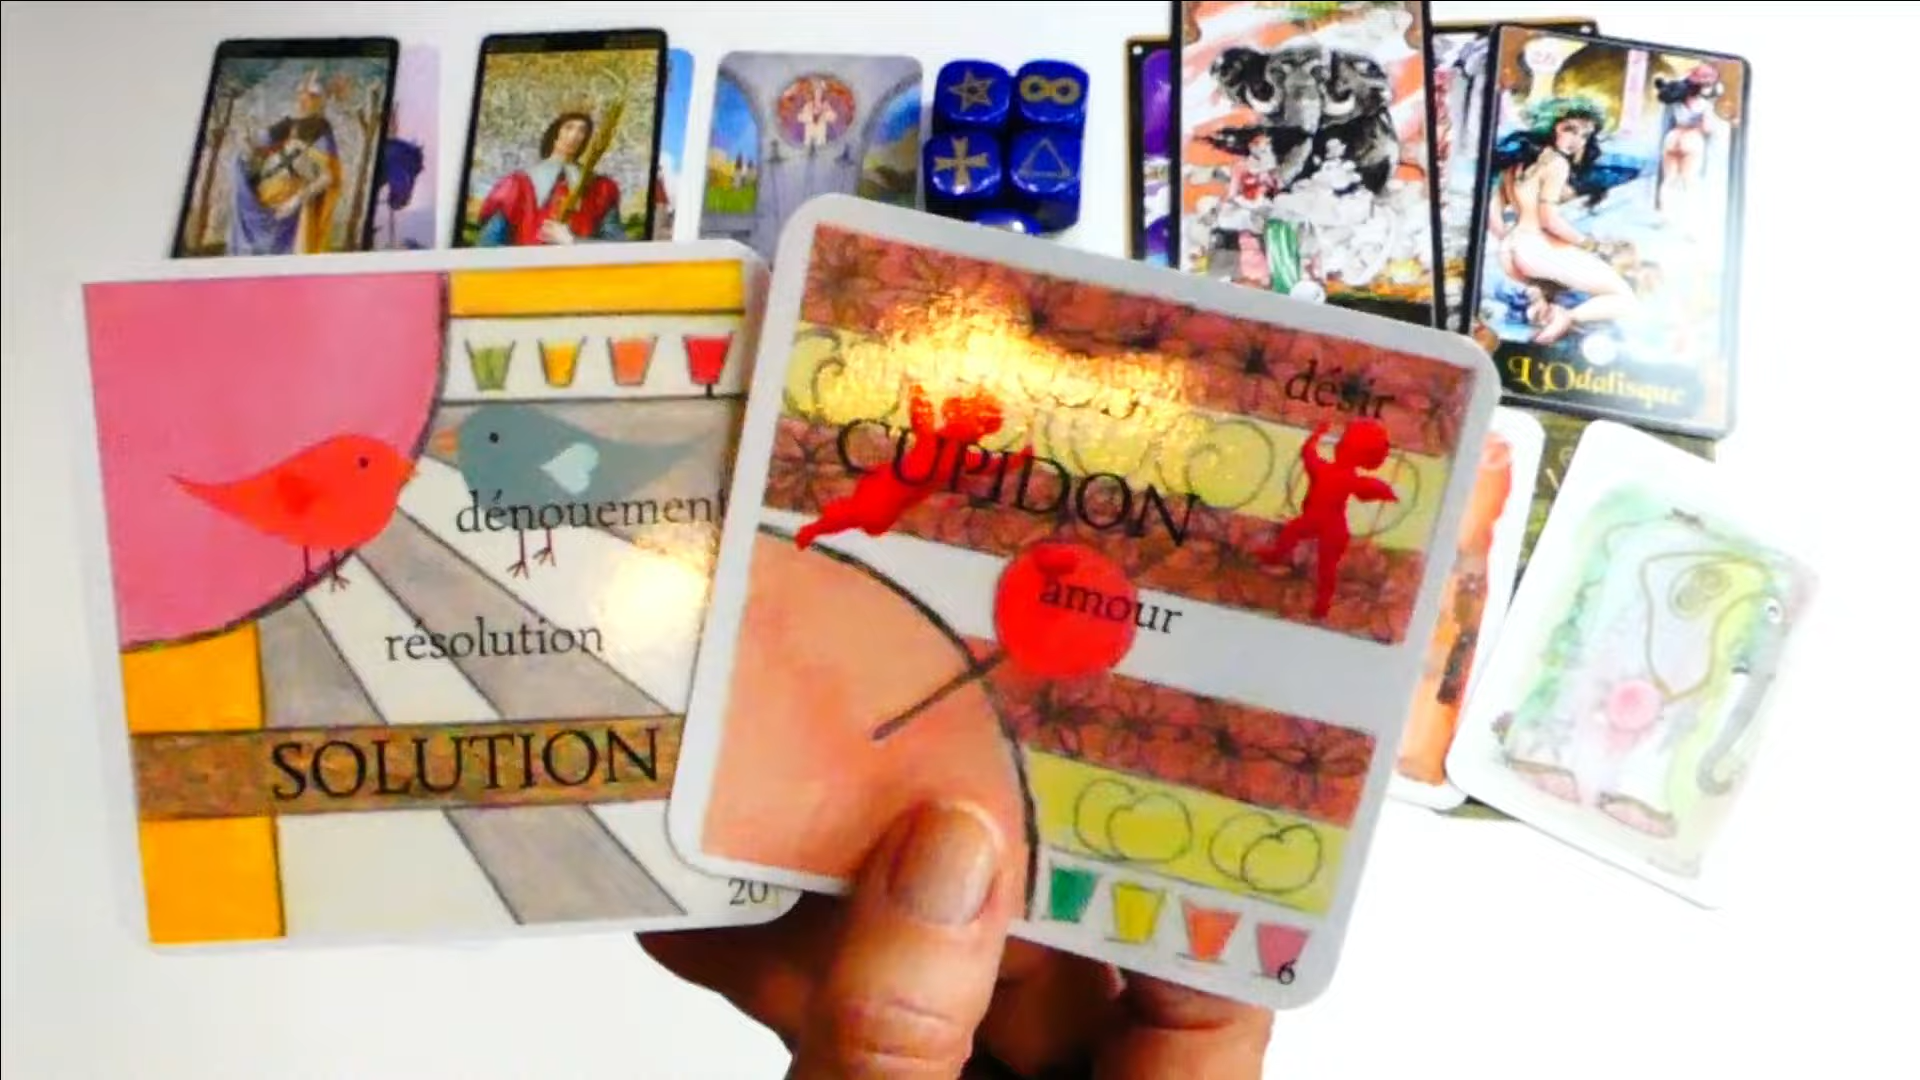 L'Odalisque
dénouement
résolution
SOLUTION
20
désir
CUPIDON
amour
6